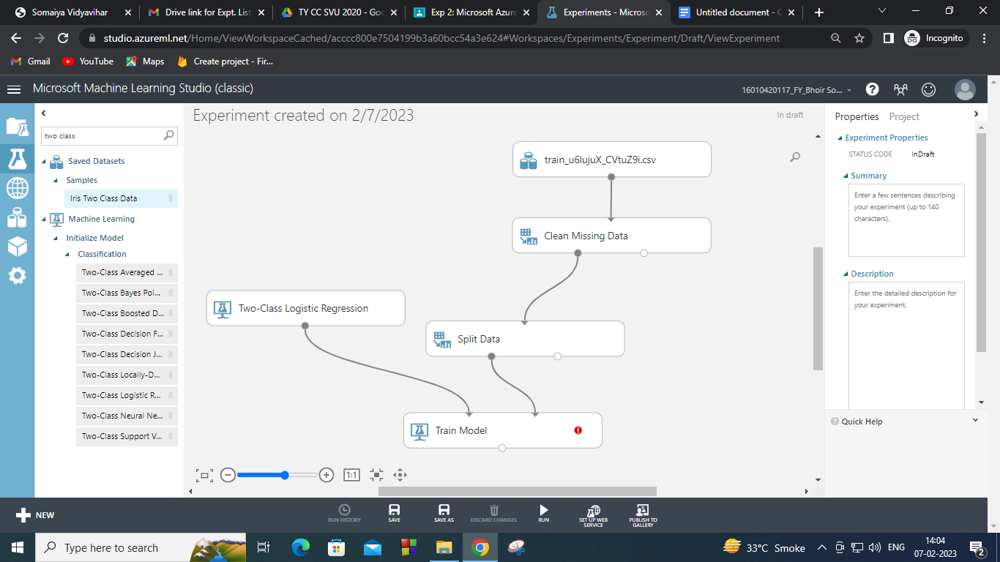 Somaiya Vidyavihar
Drive link for Expt. List
TY CC SVU 2020 - Goo
Exp 2: Microsoft Azure
Experiments - Microso
Untitled document - G
studio.azureml.net/Home/ViewWorkspaceCached/acccc800e7504199b3a60bcc54a3e624#Workspaces/Experiments/Experiment/Draft/ViewExperiment
Incognito
Gmail
YouTube
Maps
Create project - Fir...
Microsoft Machine Learning Studio (classic)
16010420117_FY_Bhoir So...
two class
Saved Datasets
Samples
Iris Two Class Data
Machine Learning
Initialize Model
Classification
Two-Class Averaged ...
Two-Class Bayes Poi...
Two-Class Boosted D...
Two-Class Decision F...
Two-Class Decision J...
Two-Class Locally-D...
Two-Class Logistic R...
Two-Class Neural Ne...
Two-Class Support V...
Experiment created on 2/7/2023
In draft
train_u6lujuX_CVtuZ9i.csv
Clean Missing Data
Two-Class Logistic Regression
Split Data
Train Model
1:1
Properties
Project
Experiment Properties
STATUS CODE
InDraft
Summary
Enter a few sentences describing
your experiment (up to 140
characters).
Description
Enter the detailed description for
your experiment.
Quick Help
NEW
RUN HISTORY
SAVE
SAVE AS
DISCARD CHANGES
RUN
SET UP WEB
SERVICE
PUBLISH TO
GALLERY
Type here to search
33°C Smoke
ENG
14:04
07-02-2023
2